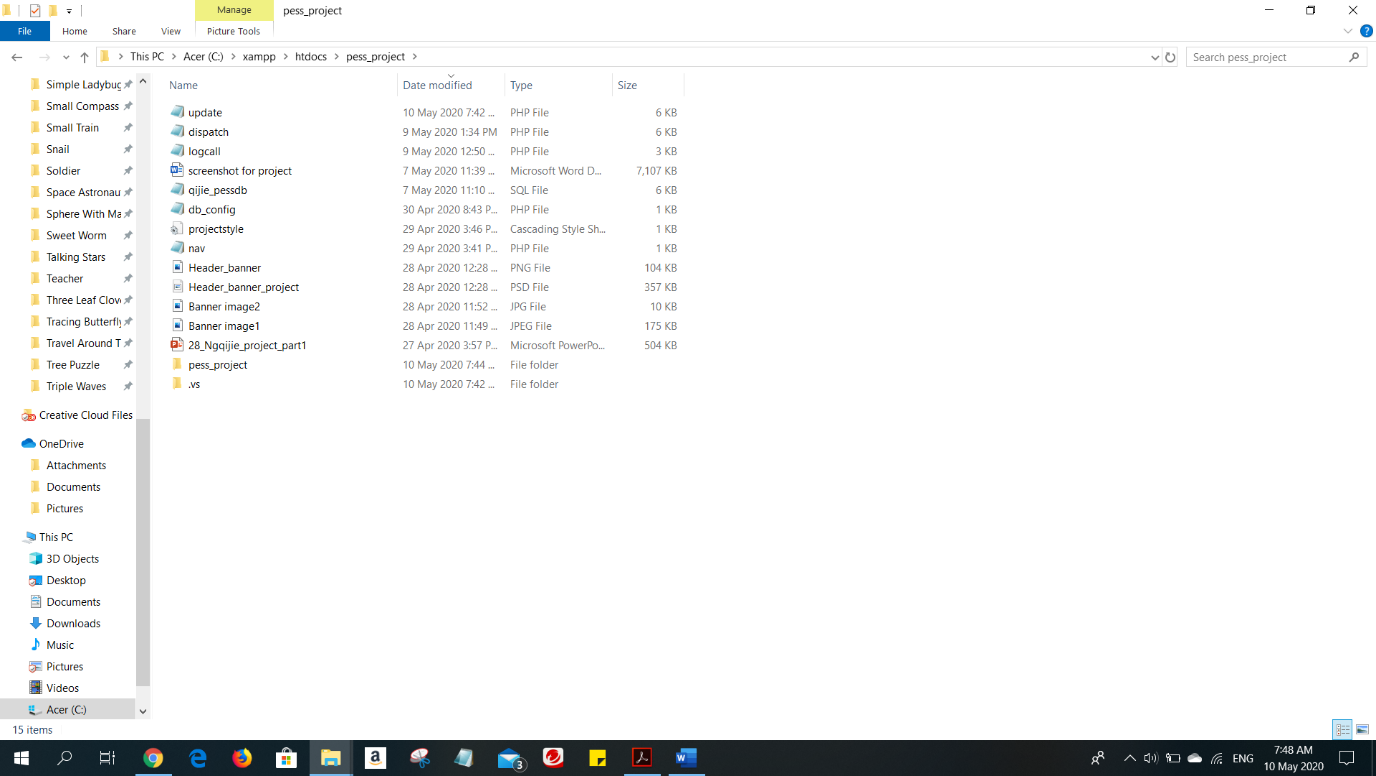 Manage
pess_project
File
Home
Share
View
Picture Tools
This PC > Acer (C:) > xampp > htdocs > pess_project >
Search pess_project
Simple Ladybug
Small Compass
Small Train
Snail
Soldier
Space Astronau
Sphere With Ma
Sweet Worm
Talking Stars
Teacher
Three Leaf Clov
Tracing Butterfly
Travel Around T
Tree Puzzle
Triple Waves
Creative Cloud Files
OneDrive
Attachments
Documents
Pictures
This PC
3D Objects
Desktop
Documents
Downloads
Music
Pictures
Videos
Acer (C:)
Name Date modified Type Size
update 10 May 2020 7:42 ... PHP File 6 KB
dispatch 9 May 2020 1:34 PM PHP File 6 KB
logcall 9 May 2020 12:50 ... PHP File 3 KB
screenshot for project 7 May 2020 11:39 ... Microsoft Word D... 7,107 KB
qijie_pessdb 7 May 2020 11:10 ... SQL File 6 KB
db_config 30 Apr 2020 8:43 P... PHP File 1 KB
projectstyle 29 Apr 2020 3:46 P... Cascading Style Sh... 1 KB
nav 29 Apr 2020 3:41 P... PHP File 1 KB
Header_banner 28 Apr 2020 12:28 ... PNG File 104 KB
Header_banner_project 28 Apr 2020 12:28 ... PSD File 357 KB
Banner image2 28 Apr 2020 11:52 ... JPG File 10 KB
Banner image1 28 Apr 2020 11:49 ... JPEG File 175 KB
28_Ngqijie_project_part1 27 Apr 2020 3:57 P... Microsoft PowerPo... 504 KB
pess_project 10 May 2020 7:44 ... File folder
.vs 10 May 2020 7:42 ... File folder
15 items
3
ENG
7:48 AM
10 May 2020